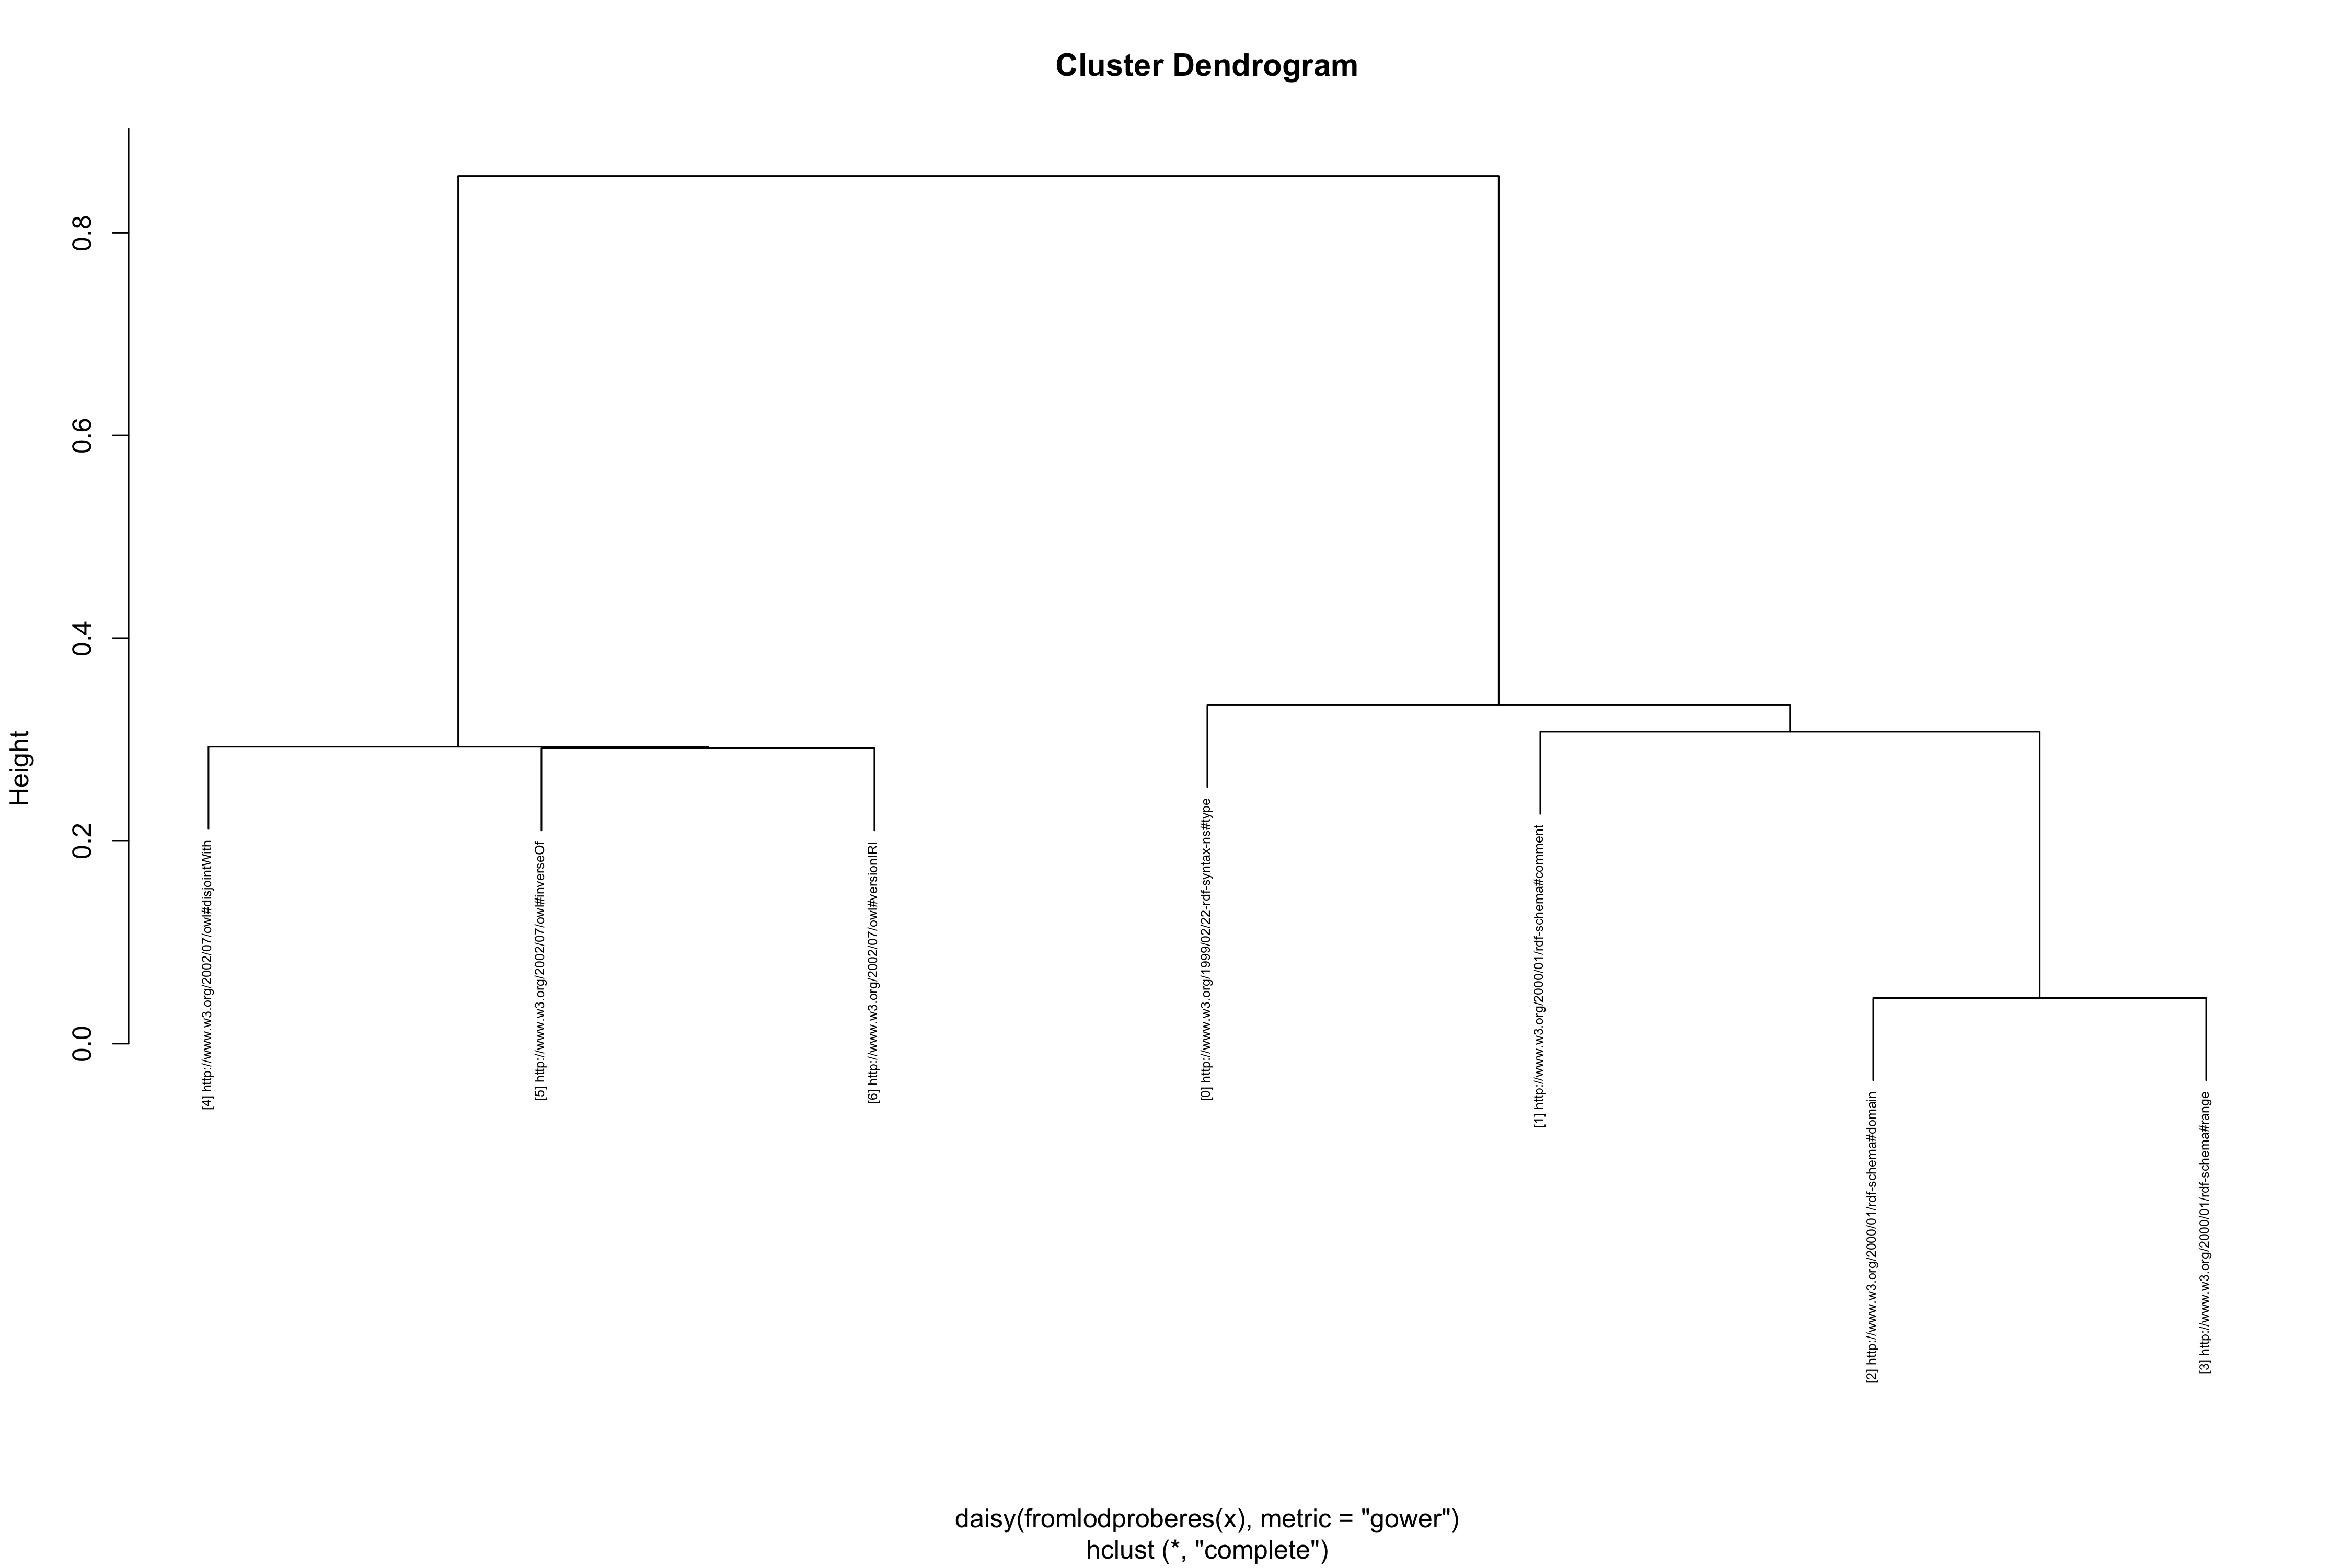 Cluster Dendrogram
Height
0.0
0.2
0.4
0.6
0.8
[4] http://www.w3.org/2002/07/owl#disjointWith
[5] http://www.w3.org/2002/07/owl#inverseOf
[6] http://www.w3.org/2002/07/owl#versionIRI
[0] http://www.w3.org/1999/02/22-rdf-syntax-ns#type
[1] http://www.w3.org/2000/01/rdf-schema#comment
[2] http://www.w3.org/2000/01/rdf-schema#domain
[3] http://www.w3.org/2000/01/rdf-schema#range
daisy(fromlodproberes(x), metric = "gower")
hclust (*, "complete")